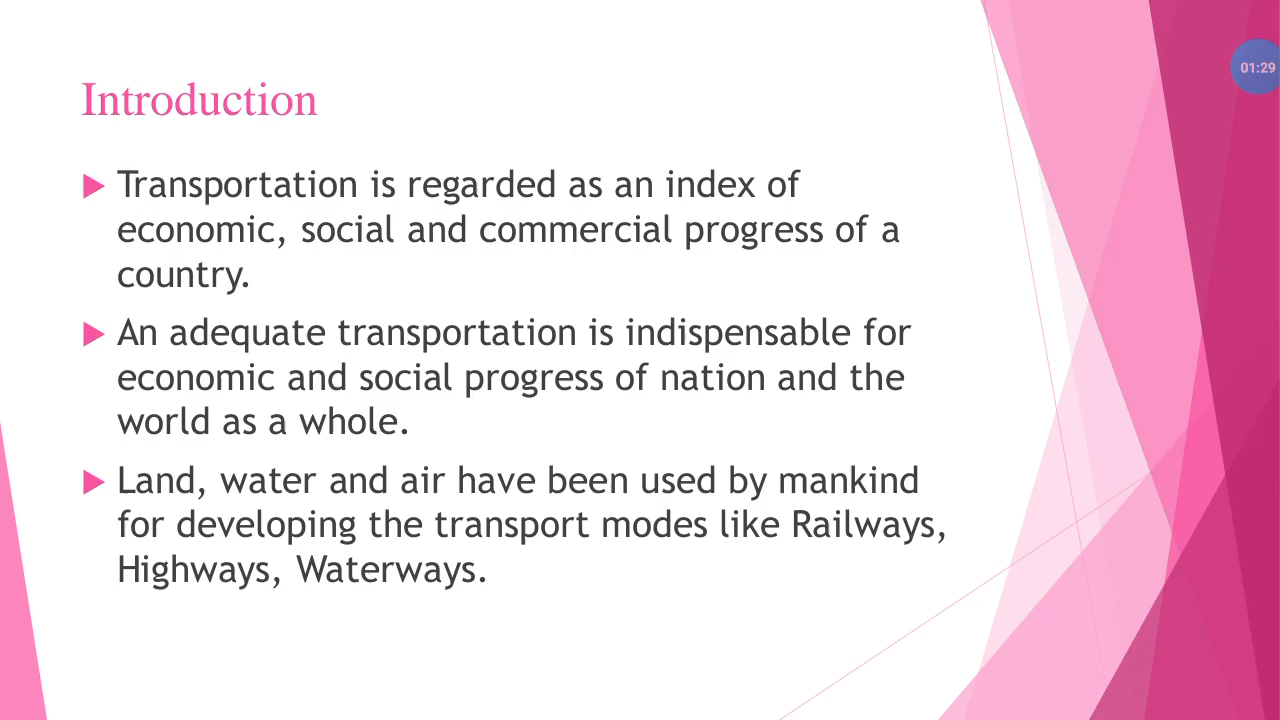 Introduction
01:29
Transportation is regarded as an index of
economic, social and commercial progress of a
country.
An adequate transportation is indispensable for
economic and social progress of nation and the
world as a whole.
Land, water and air have been used by mankind
for developing the transport modes like Railways,
Highways, Waterways.